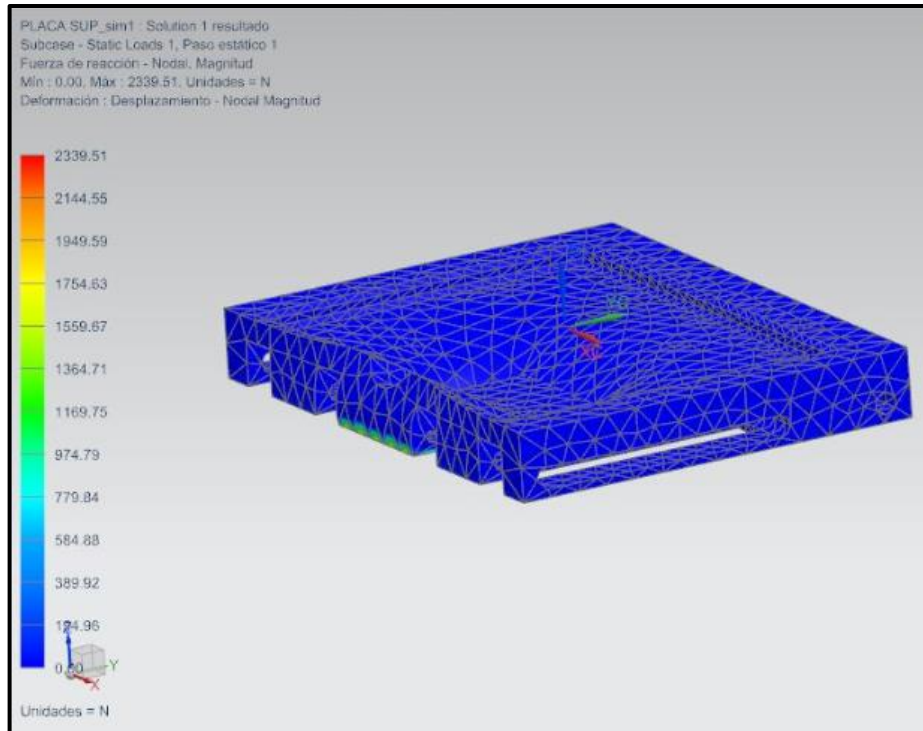 PLACA SUP_sim1 : Solution 1 resultado
Subcase - Static Loads 1, Paso estático 1
Fuerza de reacción - Nodal, Magnitud
Mín : 0.00, Máx : 2339.51, Unidades = N
Deformación : Desplazamiento - Nodal Magnitud
2339.51
2144.55
1949.59
1754.63
1559.67
1364.71
1169.75
974.79
779.84
584.88
389.92
194.96
Z
Y
X
Unidades = N